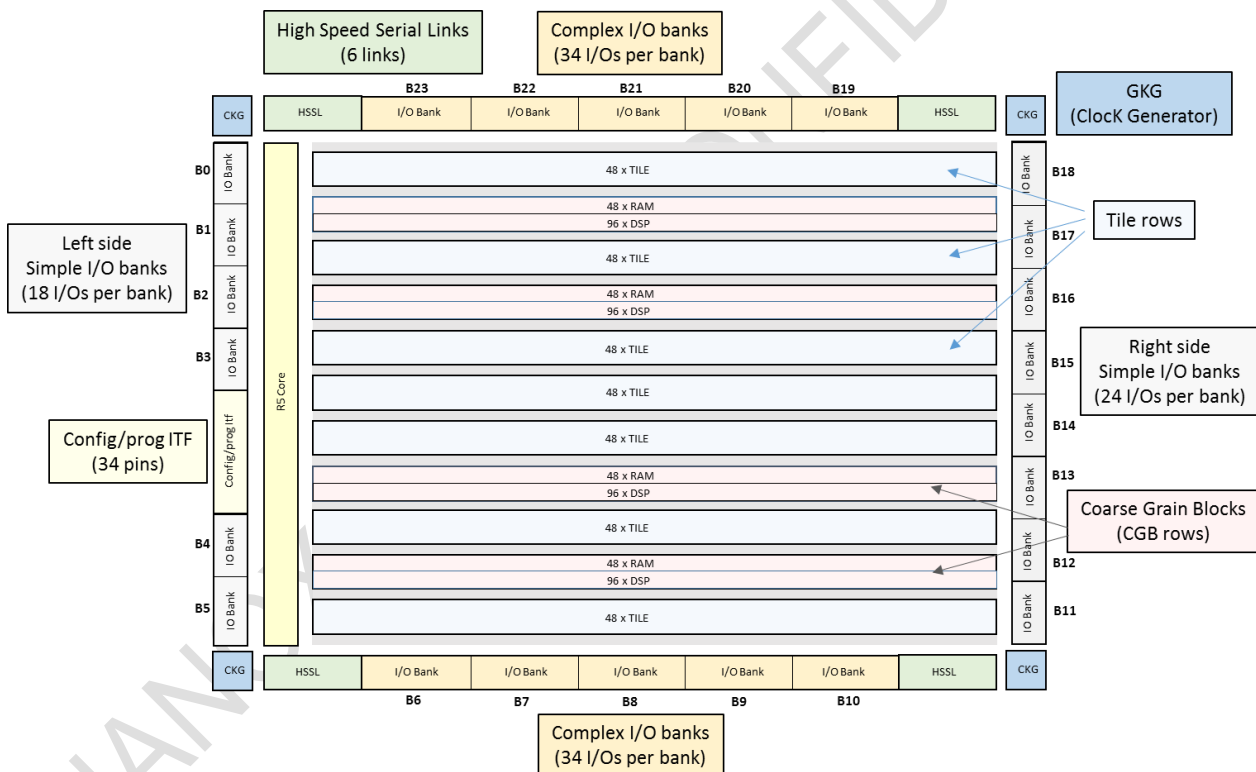 High Speed Serial Links
(6 links)
Complex I/O banks
(34 I/Os per bank)
B23
B22
B21
B20
B19
GKG
(ClocK Generator)
CKG
HSSL
I/O Bank
I/O Bank
I/O Bank
I/O Bank
I/O Bank
HSSL
CKG
B0
IO Bank
48 x TILE
IO Bank
B18
48 x RAM
96 x DSP
Tile rows
B1
IO Bank
48 x TILE
IO Bank
B17
Left side
Simple I/O banks
(18 I/Os per bank)
B2
IO Bank
48 x RAM
96 x DSP
IO Bank
B16
B3
IO Bank
48 x TILE
IO Bank
B15
Right side
Simple I/O banks
(24 I/Os per bank)
R5 Core
48 x TILE
Config/prog ITF
(34 pins)
Config/prog Itf
48 x TILE
IO Bank
B14
48 x RAM
96 x DSP
IO Bank
B13
Coarse Grain Blocks
(CGB rows)
B4
IO Bank
48 x TILE
IO Bank
B12
48 x RAM
96 x DSP
B5
IO Bank
48 x TILE
IO Bank
B11
CKG
HSSL
I/O Bank
I/O Bank
I/O Bank
I/O Bank
I/O Bank
HSSL
CKG
B6
B7
B8
B9
B10
Complex I/O banks
(34 I/Os per bank)